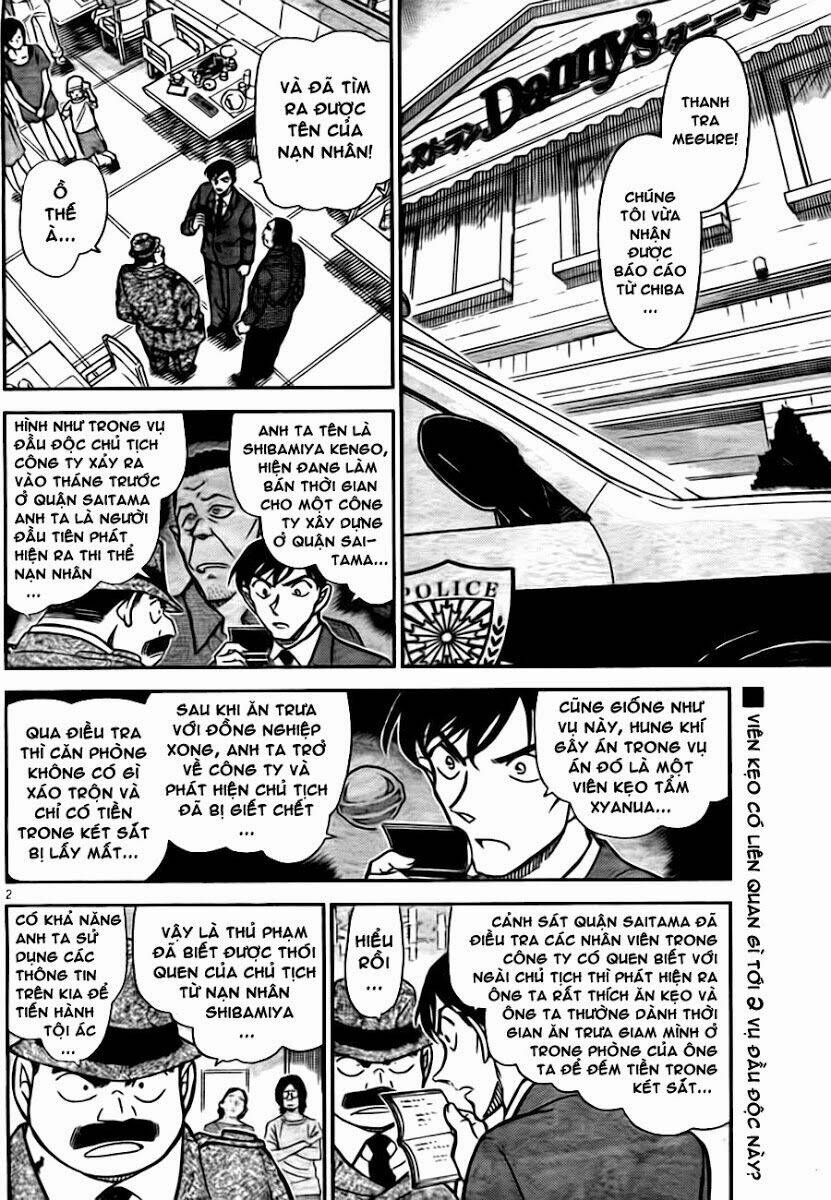 レストラン Danny's ダニーズ
THANH
TRA
MEGURE!
CHÚNG
TÔI VỪA
NHẬN
ĐƯỢC
BÁO CÁO
TỪ CHIBA
...
VÀ ĐÃ TÌM
RA ĐƯỢC
TÊN CỦA
NẠN NHÂN!
Ồ
THẾ
À...
POLICE
ANH TA TÊN LÀ
SHIBAMIYA KENGO,
HIỆN ĐANG LÀM
BÁN THỜI GIAN
CHO MỘT CÔNG
TY XÂY DỰNG
Ở QUẬN SAI-
TAMA...
HÌNH NHƯ TRONG VỤ
ĐẦU ĐỘC CHỦ TỊCH
CÔNG TY XẢY RA
VÀO THÁNG TRƯỚC
Ở QUẬN SAITAMA
ANH TA LÀ NGƯỜI
ĐẦU TIÊN PHÁT
HIỆN RA THI THỂ
NẠN NHÂN
...
VIÊN KẸO CÓ LIÊN QUAN GÌ TỚI 2 VỤ ĐẦU ĐỘC NÀY?
CŨNG GIỐNG NHƯ
VỤ NÀY, HUNG KHÍ
GÂY ÁN TRONG VỤ
ÁN ĐÓ LÀ MỘT
VIÊN KẸO TẨM
XYANUA...
SAU KHI ĂN TRƯA
VỚI ĐỒNG NGHIỆP
XONG, ANH TA TRỞ
VỀ CÔNG TY VÀ
PHÁT HIỆN CHỦ TỊCH
ĐÃ BỊ GIẾT CHẾT
...
QUA ĐIỀU TRA
THÌ CĂN PHÒNG
KHÔNG CÓ GÌ
XÁO TRỘN VÀ
CHỈ CÓ TIỀN
TRONG KÉT SẮT
BỊ LẤY MẤT...
2
CẢNH SÁT QUẬN SAITAMA ĐÃ
ĐIỀU TRA CÁC NHÂN VIÊN TRONG
CÔNG TY CÓ QUEN BIẾT VỚI
NGÀI CHỦ TỊCH THÌ PHÁT HIỆN RA
ÔNG TA RẤT THÍCH ĂN KẸO VÀ
ÔNG TA THƯỜNG DÀNH THỜI
GIAN ĂN TRƯA GIAM MÌNH Ở
TRONG PHÒNG CỦA ÔNG
TA ĐỂ ĐẾM TIỀN TRONG
KÉT SẮT...
HIỂU
RỒI
...
VẬY LÀ THỦ PHẠM
ĐÃ BIẾT ĐƯỢC THÓI
QUEN CỦA CHỦ TỊCH
TỪ NẠN NHÂN
SHIBAMIYA
...
CÓ KHẢ NĂNG
ANH TA SỬ
DỤNG CÁC
THÔNG TIN
TRÊN KIA ĐỂ
TIẾN HÀNH
TỘI ÁC
...